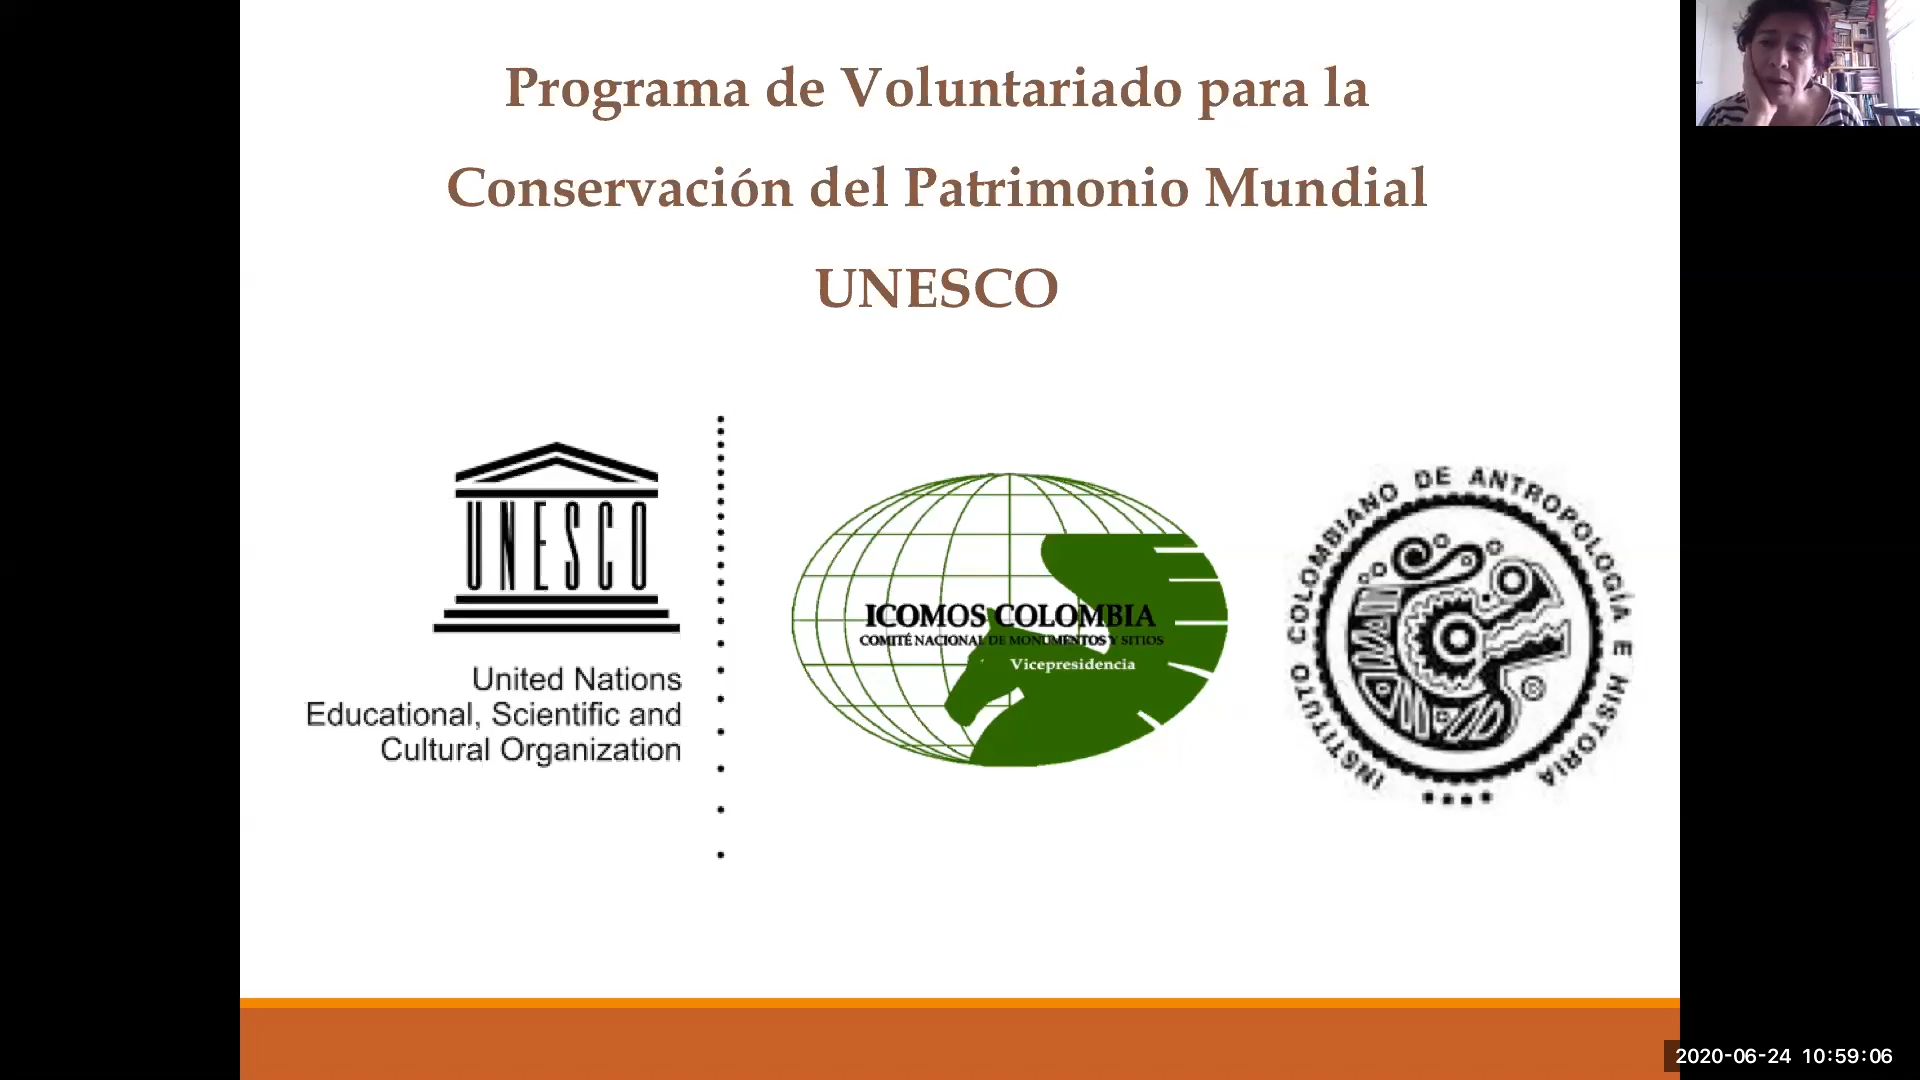 Programa de Voluntariado para la
Conservación del Patrimonio Mundial
UNESCO
UNESCO
United Nations
Educational, Scientific and
Cultural Organization
ICOMOS COLOMBIA
COMITÉ NACIONAL DE MONUMENTOS Y SITIOS
Vicepresidencia
INSTITUTO COLOMBIANO DE ANTROPOLOGÍA E HISTORIA
2020-06-24 10:59:06